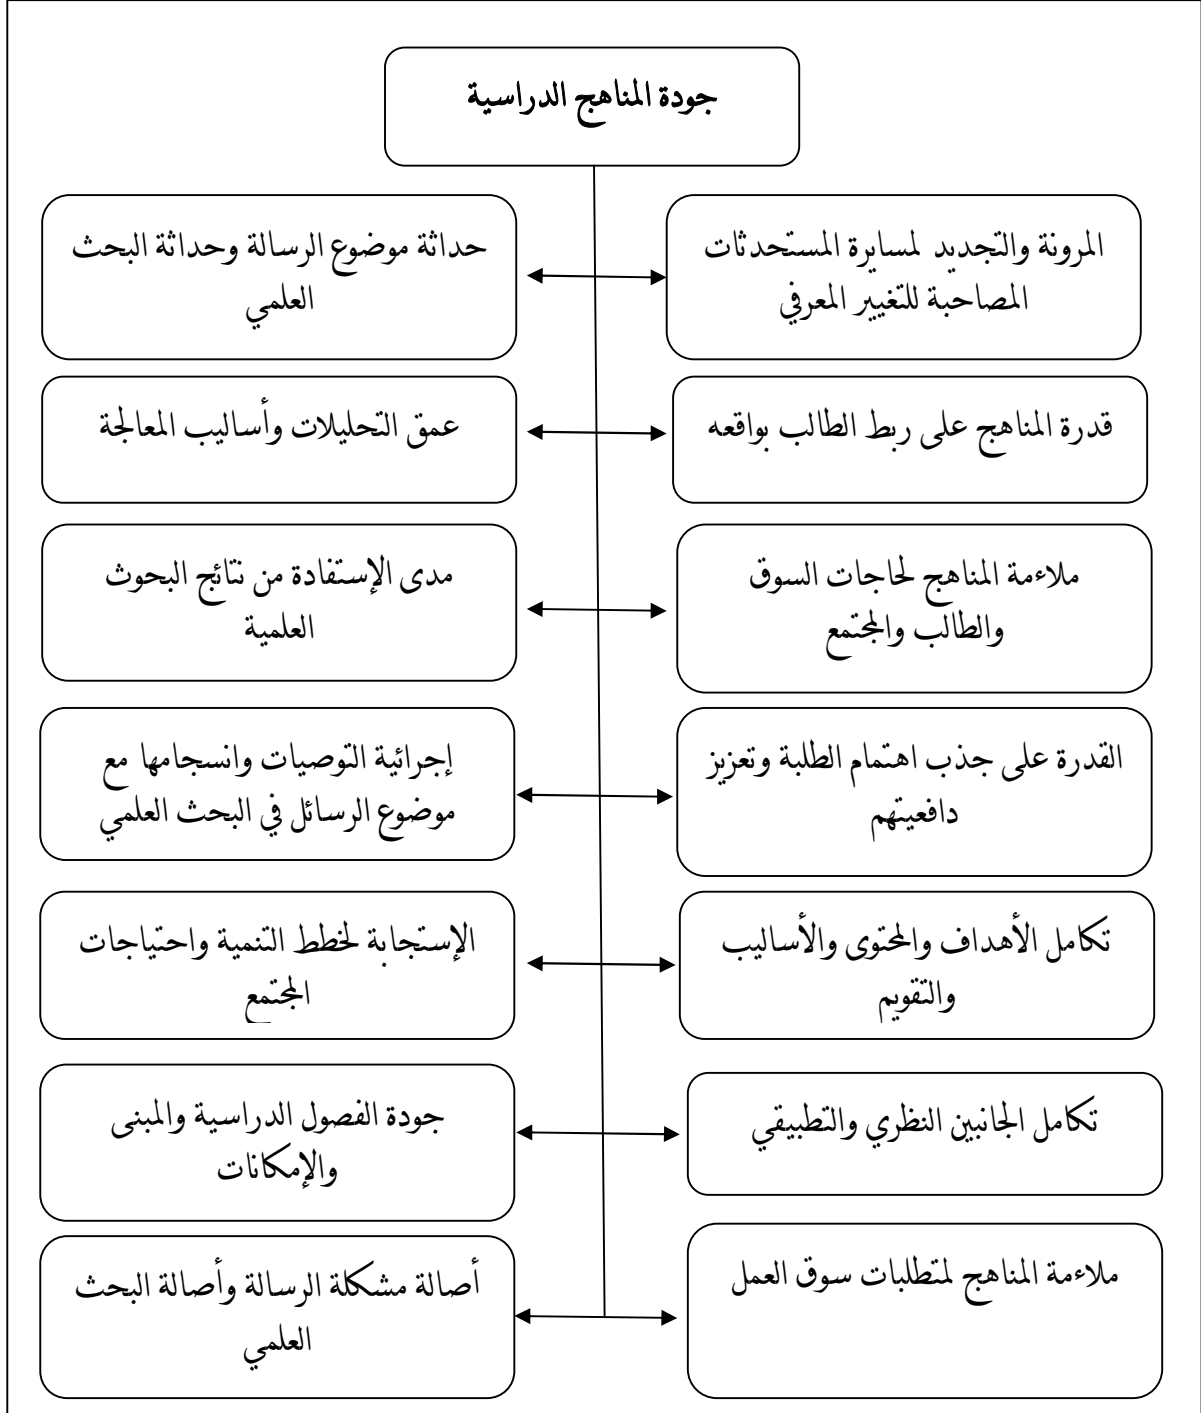 جودة المناهج الدراسية
المرونة والتجديد لمسايرة المستحدثات
المصاحبة للتغيير المعرفي
حداثة موضوع الرسالة وحداثة البحث
العلمي
قدرة المناهج على ربط الطالب بواقعه
عمق التحليلات وأساليب المعالجة
ملاءمة المناهج لحاجات السوق
والطالب والمجتمع
مدى الإستفادة من نتائج البحوث
العلمية
القدرة على جذب اهتمام الطلبة وتعزيز
دافعيتهم
إجرائية التوصيات وانسجامها مع
موضوع الرسائل في البحث العلمي
تكامل الأهداف والمحتوى والأساليب
والتقويم
الإستجابة لخطط التنمية واحتياجات
المجتمع
تكامل الجانبين النظري والتطبيقي
جودة الفصول الدراسية والمبنى
والإمكانات
ملاءمة المناهج لمتطلبات سوق العمل
أصالة مشكلة الرسالة وأصالة البحث
العلمي